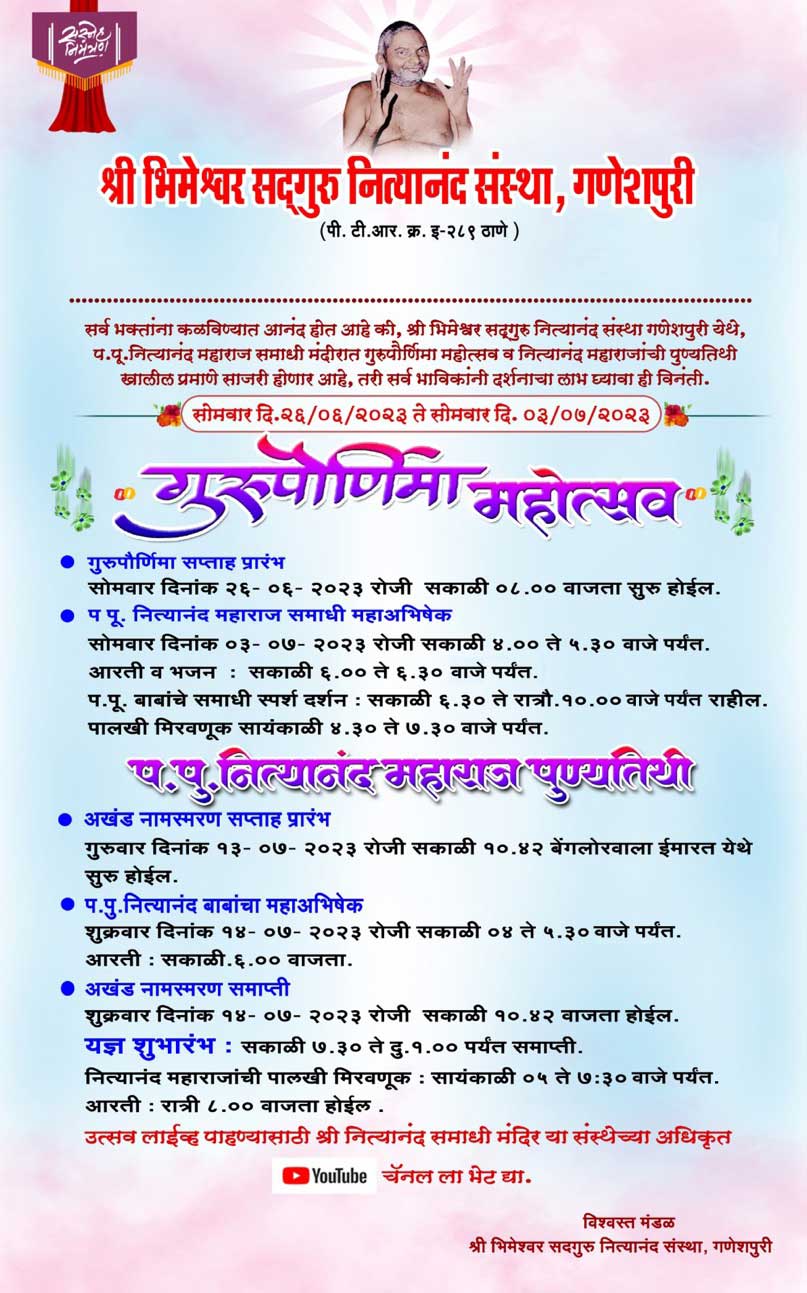 सस्नेह
निमंत्रण
श्री भिमेश्वर सद्‌गुरु नित्यानंद संस्था, गणेशपुरी
(पी. टी.आर. क्र. इ-२८९ ठाणे )
सर्व भक्तांना कळविण्यात आनंद होत आहे की, श्री भिमेश्वर सद्गुरु नित्यानंद संस्था गणेशपुरी येथे,
प.पू.नित्यानंद महाराज समाधी मंदीरात गुरुपौर्णिमा महोत्सव व नित्यानंद महाराजांची पुण्यतिथी
खालील प्रमाणे साजरी होणार आहे, तरी सर्व भाविकांनी दर्शनाचा लाभ घ्यावा ही विनंती.
सोमवार दि.२६/०६/२०२३ ते सोमवार दि. ०३/०७/२०२३
गुरुपौर्णिमा महोत्सव
● गुरुपौर्णिमा सप्ताह प्रारंभ
सोमवार दिनांक २६- ०६- २०२३ रोजी सकाळी ०८.०० वाजता सुरु होईल.
● प पू. नित्यानंद महाराज समाधी महाअभिषेक
सोमवार दिनांक ०३- ०७- २०२३ रोजी सकाळी ४.०० ते ५.३० वाजे पर्यंत.
आरती व भजन : सकाळी ६.०० ते ६.३० वाजे पर्यंत.
प.पू. बाबांचे समाधी स्पर्श दर्शन : सकाळी ६.३० ते रात्रौ.१०.०० वाजे पर्यंत राहील.
पालखी मिरवणूक सायंकाळी ४.३० ते ७.३० वाजे पर्यंत.
प.पु.नित्यानंद महाराज पुण्यतिथी
● अखंड नामस्मरण सप्ताह प्रारंभ
गुरुवार दिनांक १३- ०७- २०२३ रोजी सकाळी १०.४२ बेंगलोरवाला ईमारत येथे
सुरु होईल.
● प.पु.नित्यानंद बाबांचा महाअभिषेक
शुक्रवार दिनांक १४- ०७- २०२३ रोजी सकाळी ०४ ते ५.३० वाजे पर्यंत.
आरती : सकाळी.६.०० वाजता.
● अखंड नामस्मरण समाप्ती
शुक्रवार दिनांक १४- ०७- २०२३ रोजी सकाळी १०.४२ वाजता होईल.
यज्ञ शुभारंभ : सकाळी ७.३० ते दु.१.०० पर्यंत समाप्ती.
नित्यानंद महाराजांची पालखी मिरवणूक : सायंकाळी ०५ ते ७:३० वाजे पर्यंत.
आरती : रात्री ८.०० वाजता होईल .
उत्सव लाईव्ह पाहण्यासाठी श्री नित्यानंद समाधी मंदिर या संस्थेच्या अधिकृत
YouTube चॅनल ला भेट द्या.
विश्वस्त मंडळ
श्री भिमेश्वर सदगुरु नित्यानंद संस्था, गणेशपुरी